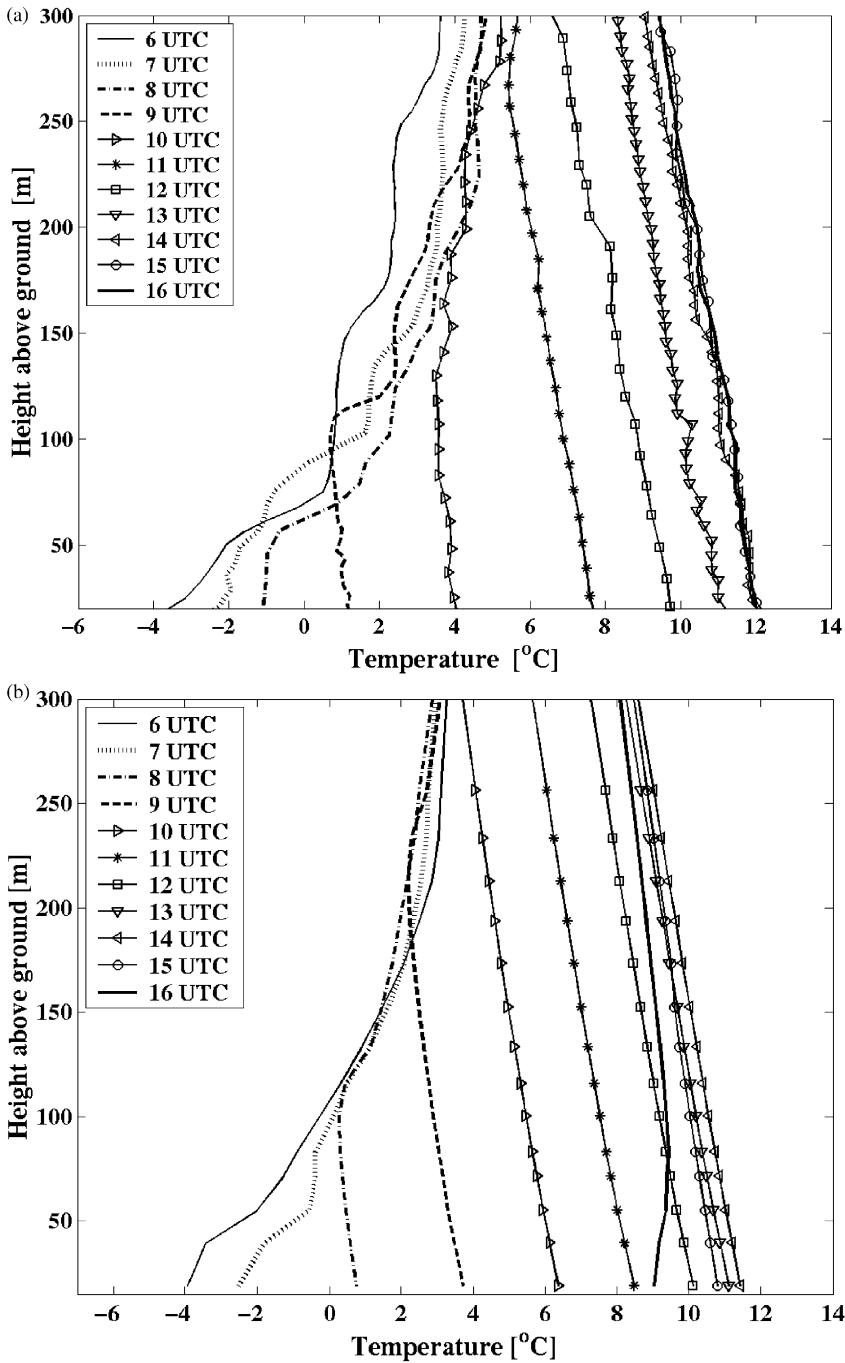 (a)
300
250
200
150
100
50
Height above ground [m]
6 UTC
7 UTC
8 UTC
9 UTC
10 UTC
11 UTC
12 UTC
13 UTC
14 UTC
15 UTC
16 UTC
−6 −4 −2 0 2 4 6 8 10 12 14
Temperature [°C]
(b)
300
250
200
150
100
50
Height above ground [m]
6 UTC
7 UTC
8 UTC
9 UTC
10 UTC
11 UTC
12 UTC
13 UTC
14 UTC
15 UTC
16 UTC
−6 −4 −2 0 2 4 6 8 10 12 14
Temperature [°C]